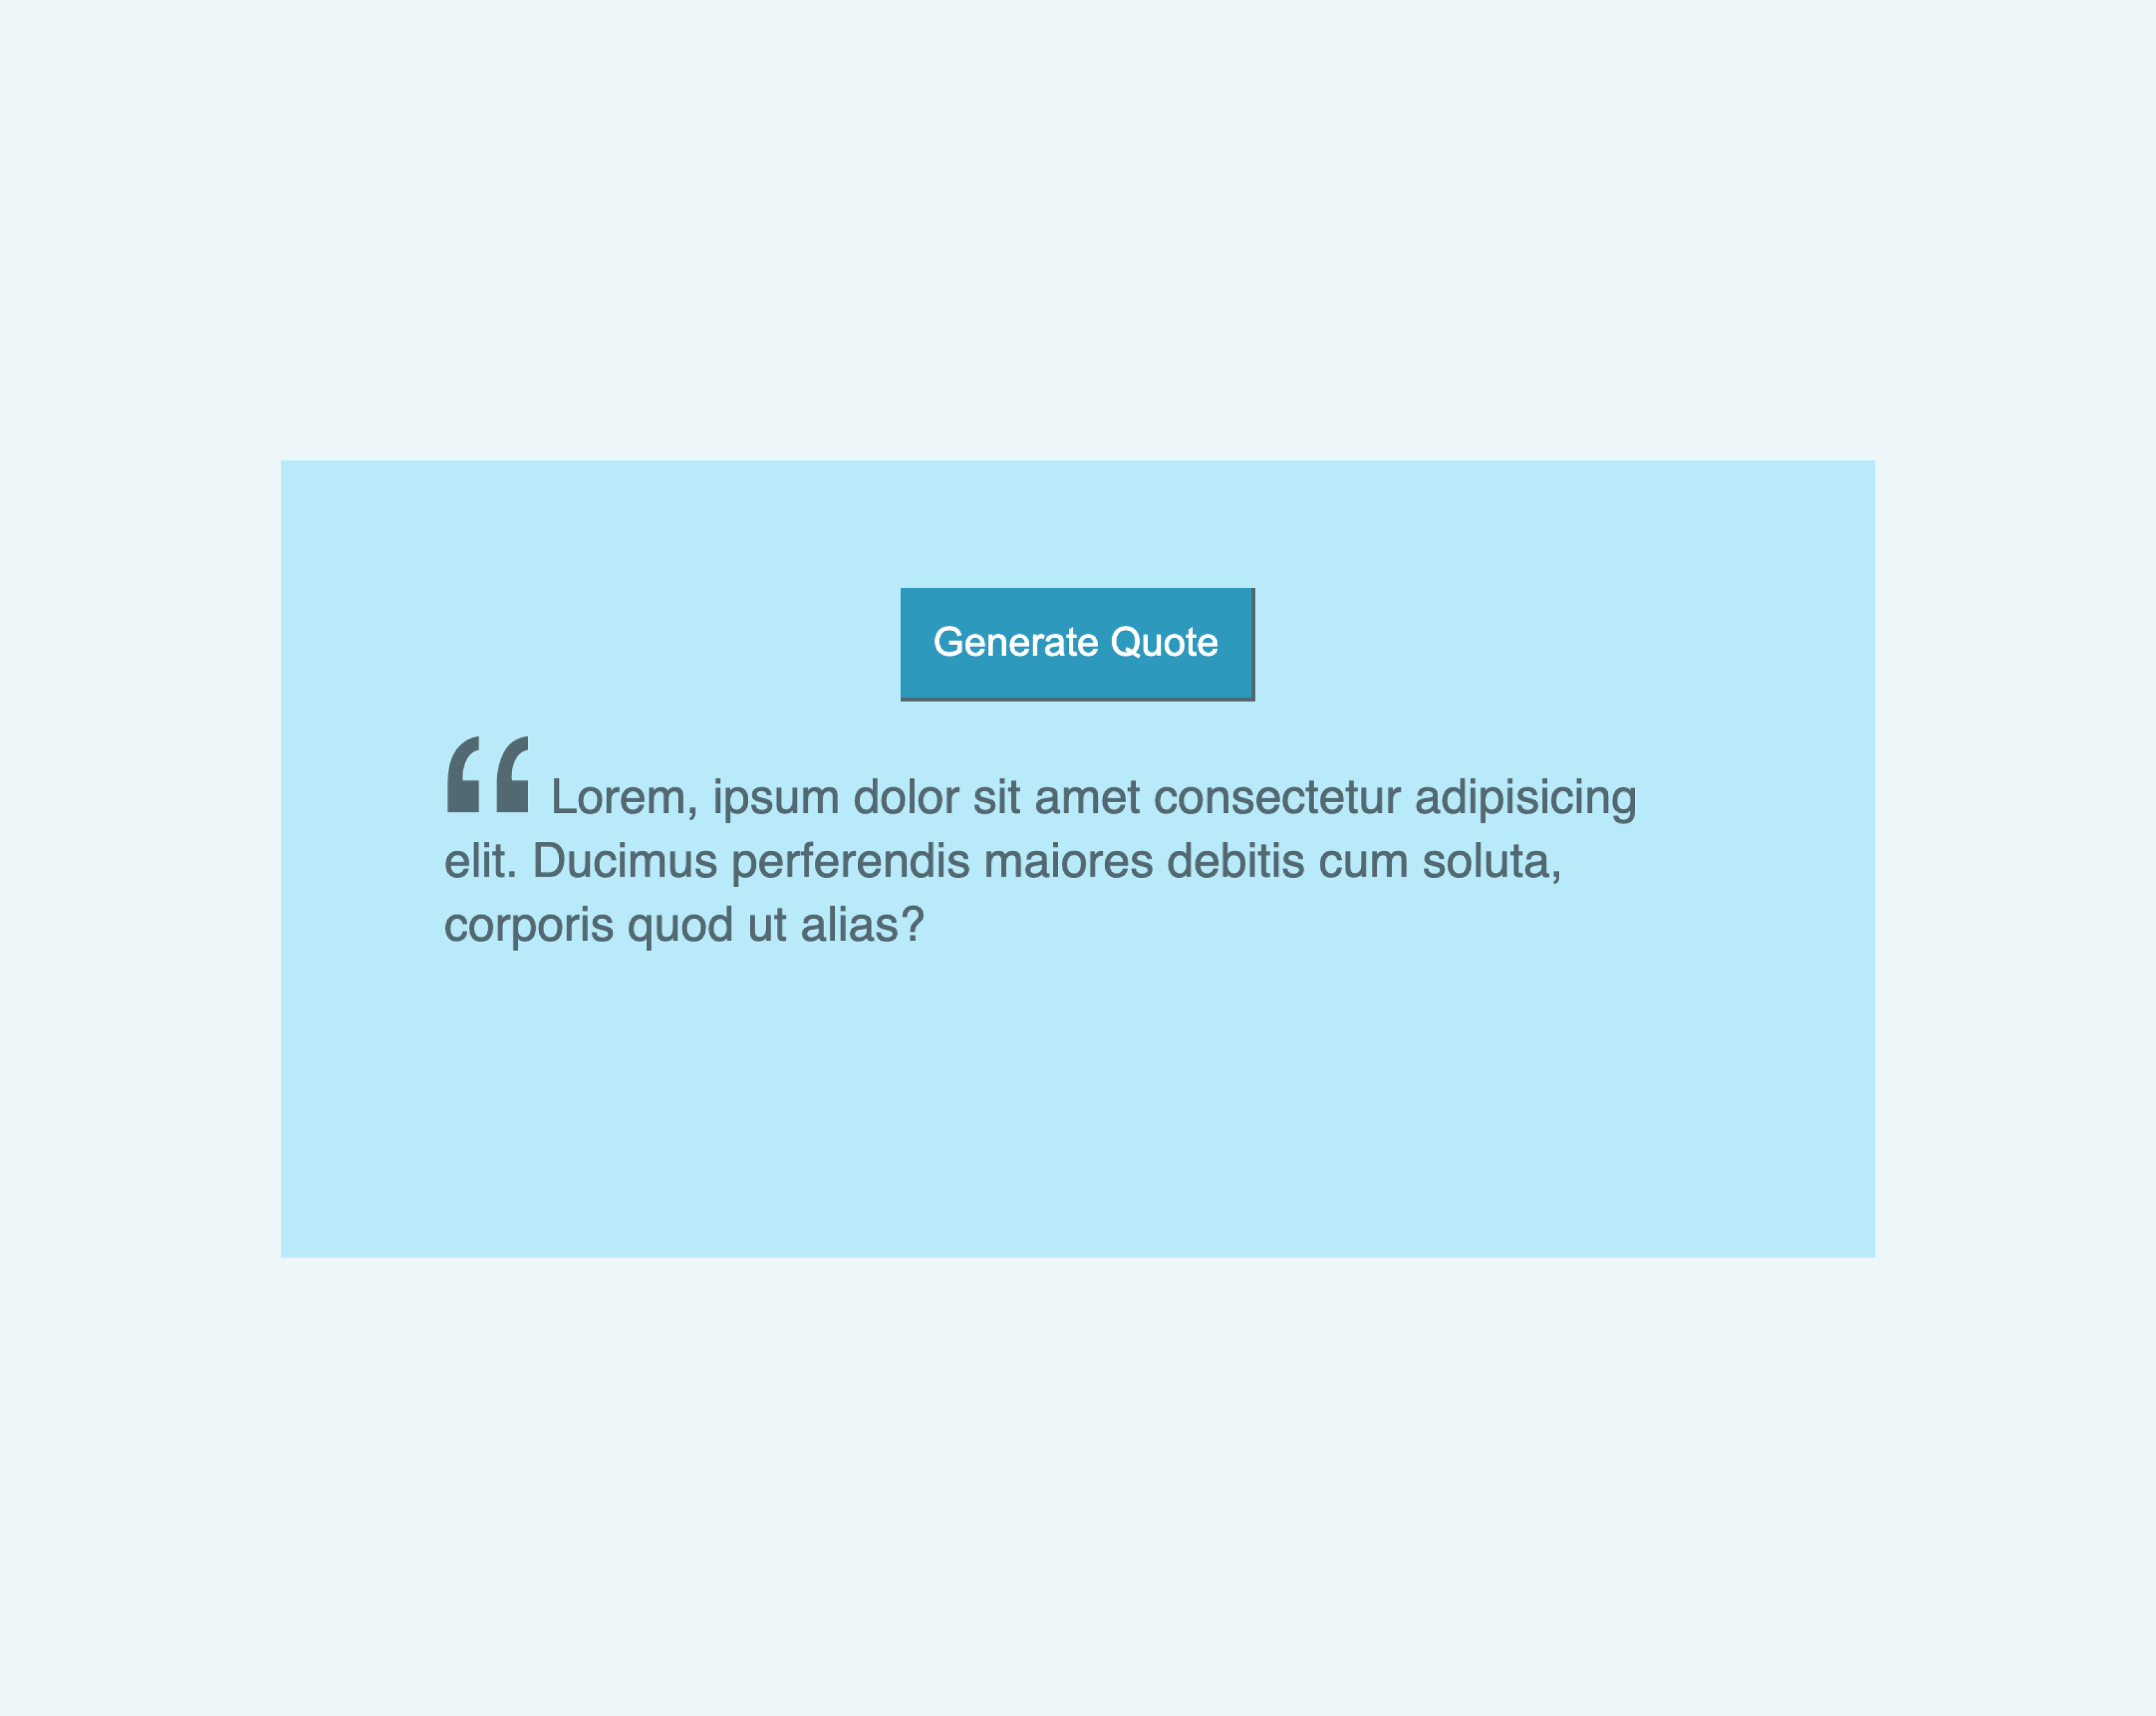 Generate Quote
“ Lorem, ipsum dolor sit amet consectetur adipisicing
elit. Ducimus perferendis maiores debitis cum soluta,
corporis quod ut alias?